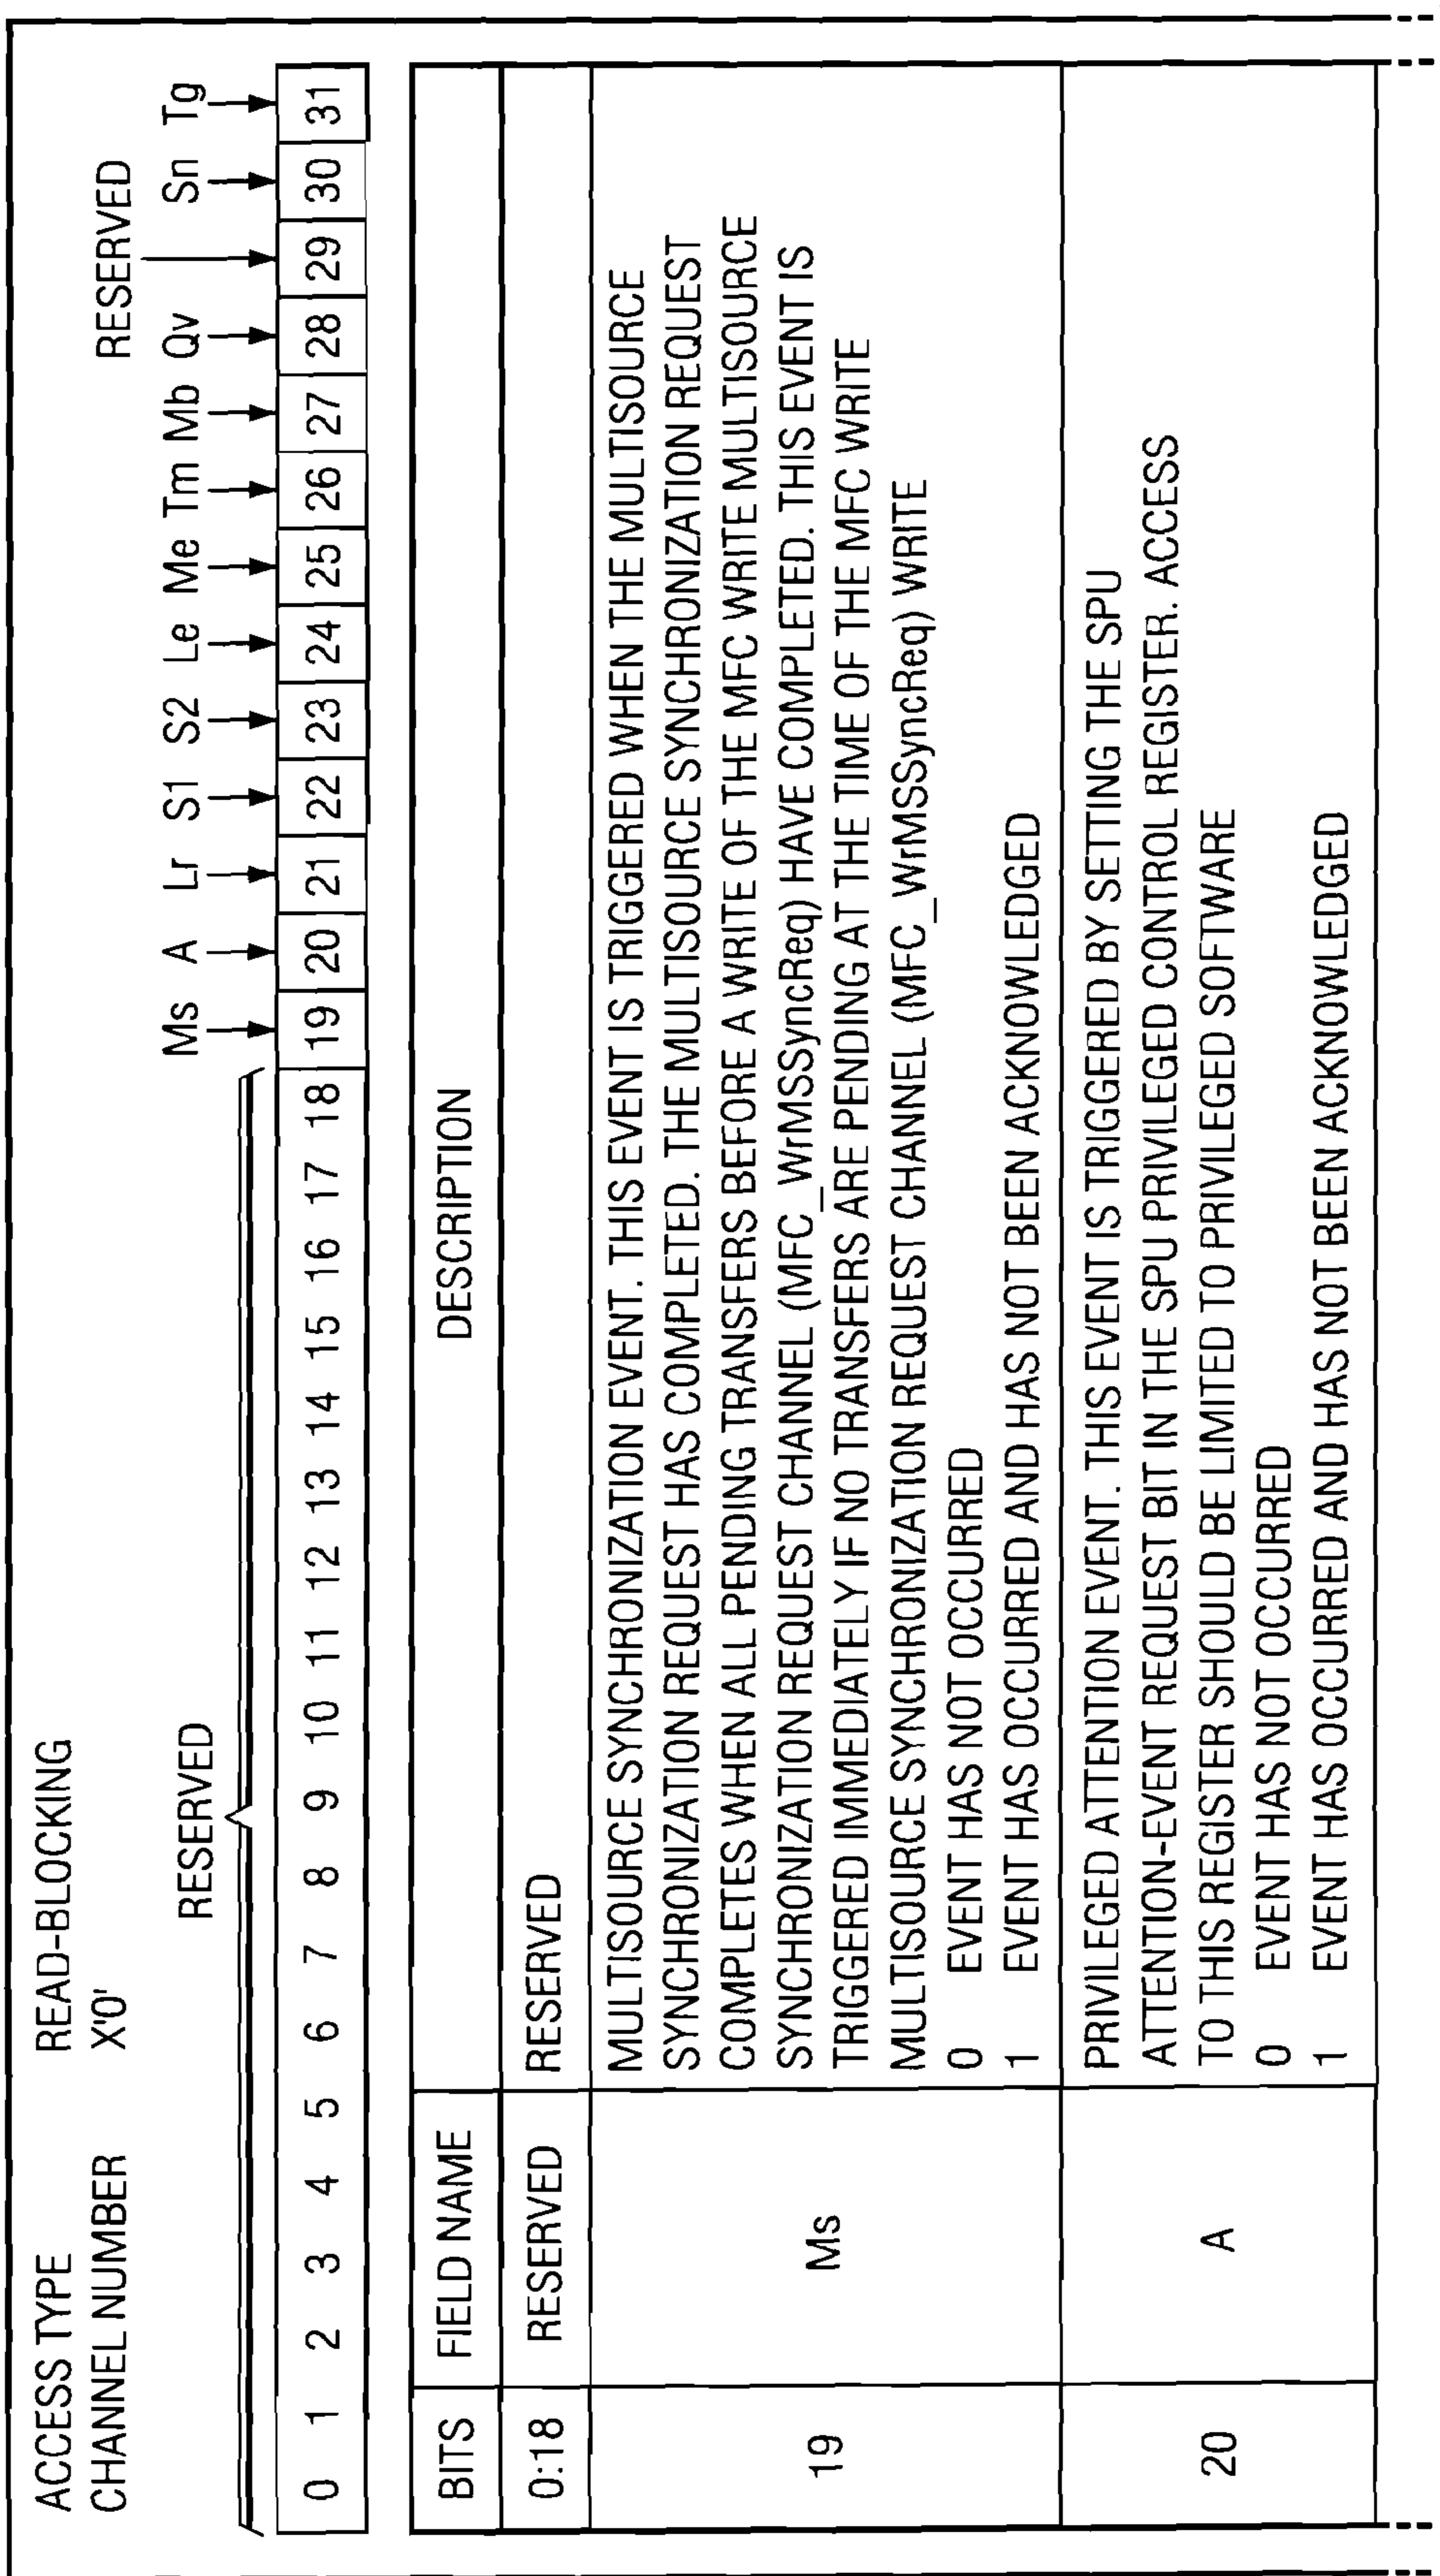 ACCESS TYPE READ-BLOCKING
CHANNEL NUMBER X'0'
RESERVED
RESERVED
Ms A Lr S1 S2 Le Me Tm Mb Qv Sn Tg
0 1 2 3 4 5 6 7 8 9 10 11 12 13 14 15 16 17 18 19 20 21 22 23 24 25 26 27 28 29 30 31
BITS FIELD NAME DESCRIPTION
0:18 RESERVED RESERVED
19 Ms
MULTISOURCE SYNCHRONIZATION EVENT. THIS EVENT IS TRIGGERED WHEN THE MULTISOURCE
SYNCHRONIZATION REQUEST HAS COMPLETED. THE MULTISOURCE SYNCHRONIZATION REQUEST
COMPLETES WHEN ALL PENDING TRANSFERS BEFORE A WRITE OF THE MFC WRITE MULTISOURCE
SYNCHRONIZATION REQUEST CHANNEL (MFC_WrMSSyncReq) HAVE COMPLETED. THIS EVENT IS
TRIGGERED IMMEDIATELY IF NO TRANSFERS ARE PENDING AT THE TIME OF THE MFC WRITE
MULTISOURCE SYNCHRONIZATION REQUEST CHANNEL (MFC_WrMSSyncReq) WRITE
0 EVENT HAS NOT OCCURRED
1 EVENT HAS OCCURRED AND HAS NOT BEEN ACKNOWLEDGED
20 A
PRIVILEGED ATTENTION EVENT. THIS EVENT IS TRIGGERED BY SETTING THE SPU
ATTENTION-EVENT REQUEST BIT IN THE SPU PRIVILEGED CONTROL REGISTER. ACCESS
TO THIS REGISTER SHOULD BE LIMITED TO PRIVILEGED SOFTWARE
0 EVENT HAS NOT OCCURRED
1 EVENT HAS OCCURRED AND HAS NOT BEEN ACKNOWLEDGED